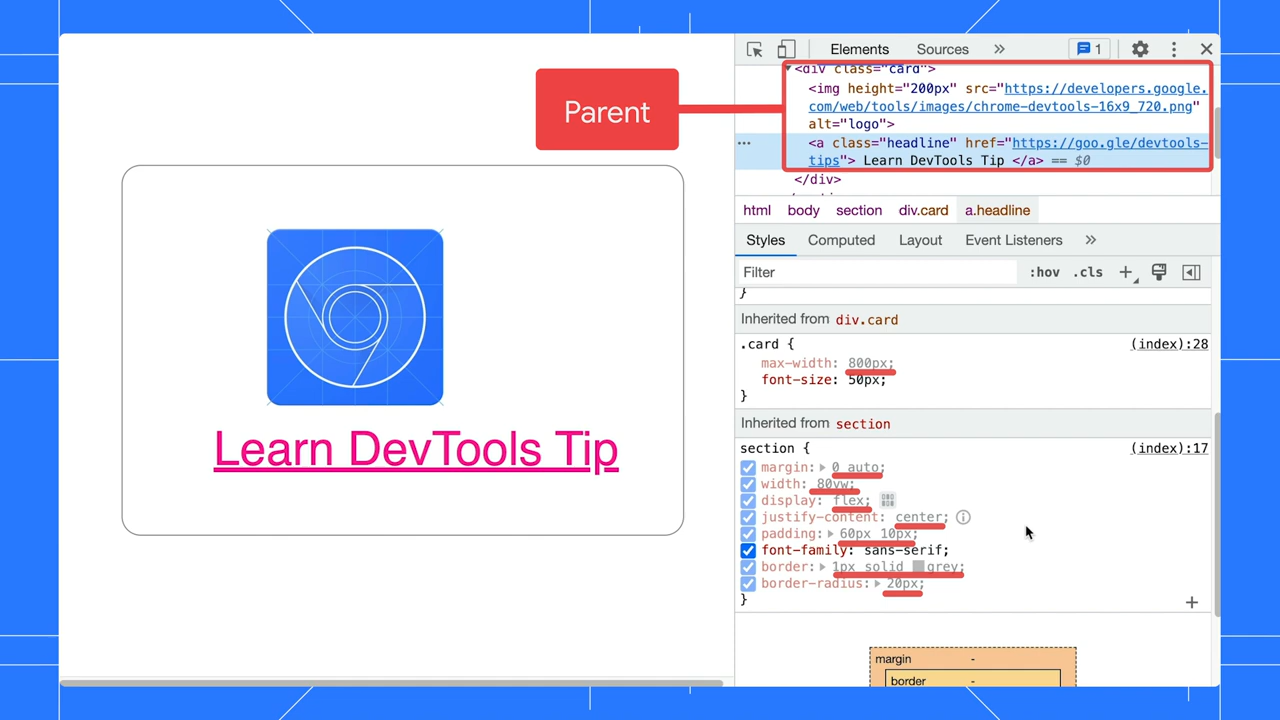 Parent
Learn DevTools Tip
Elements Sources » 1
<div class="card">
<img height="200px" src="https://developers.google.
com/web/tools/images/chrome-devtools-16x9_720.png"
alt="logo">
<a class="headline" href="https://goo.gle/devtools-
tips"> Learn DevTools Tip </a> == $0
</div>
html body section div.card a.headline
Styles Computed Layout Event Listeners »
Filter :hov .cls +
}
Inherited from div.card
.card { (index):28
max-width: 800px;
font-size: 50px;
}
Inherited from section
section { (index):17
margin: 0 auto;
width: 80vw;
display: flex;
justify-content: center;
padding: 60px 10px;
font-family: sans-serif;
border: 1px solid grey;
border-radius: 20px;
}
margin -
border -